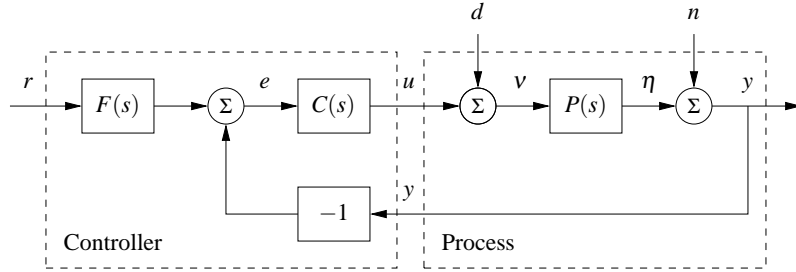 d
n
r
F(s)
Σ
e
C(s)
u
Σ
ν
P(s)
η
Σ
y
−1
y
Controller
Process